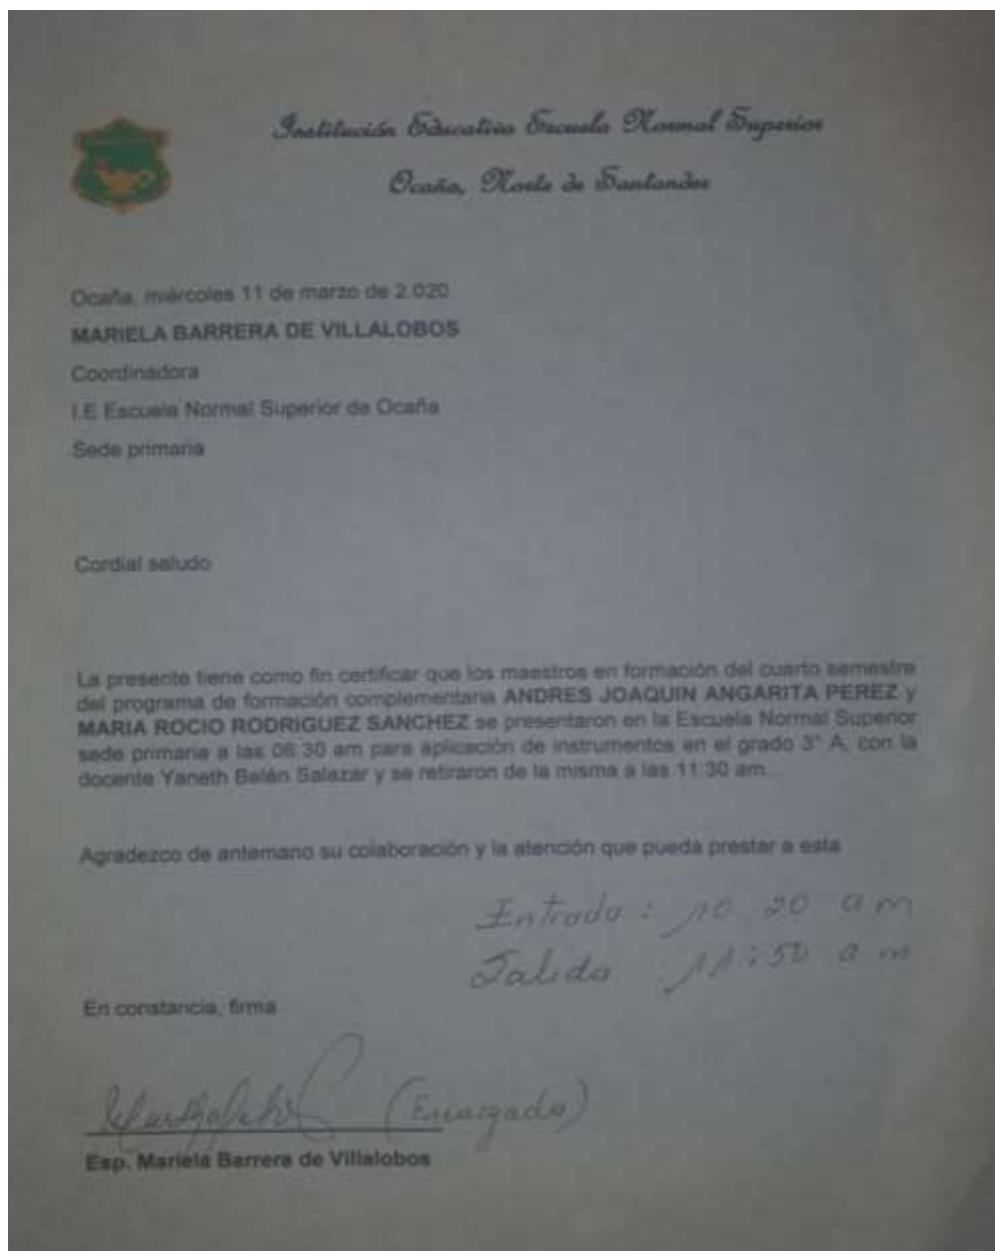 Institución Educativa Escuela Normal Superior
Ocaña, Norte de Santander
Ocaña, miércoles 11 de marzo de 2.020
MARIELA BARRERA DE VILLALOBOS
Coordinadora
I.E Escuela Normal Superior de Ocaña
Sede primaria
Cordial saludo
La presente tiene como fin certificar que los maestros en formación del cuarto semestre
del programa de formación complementaria ANDRES JOAQUIN ANGARITA PEREZ y
MARIA ROCIO RODRIGUEZ SANCHEZ se presentaron en la Escuela Normal Superior
sede primaria a las 06:30 am para aplicación de instrumentos en el grado 3° A, con la
docente Yaneth Belén Salazar y se retiraron de la misma a las 11:30 am.
Agradezco de antemano su colaboración y la atención que pueda prestar a esta
Entrada : 10 20 am
Salida : 11:50 a m
En constancia, firma
(Encargada)
Esp. Mariela Barrera de Villalobos